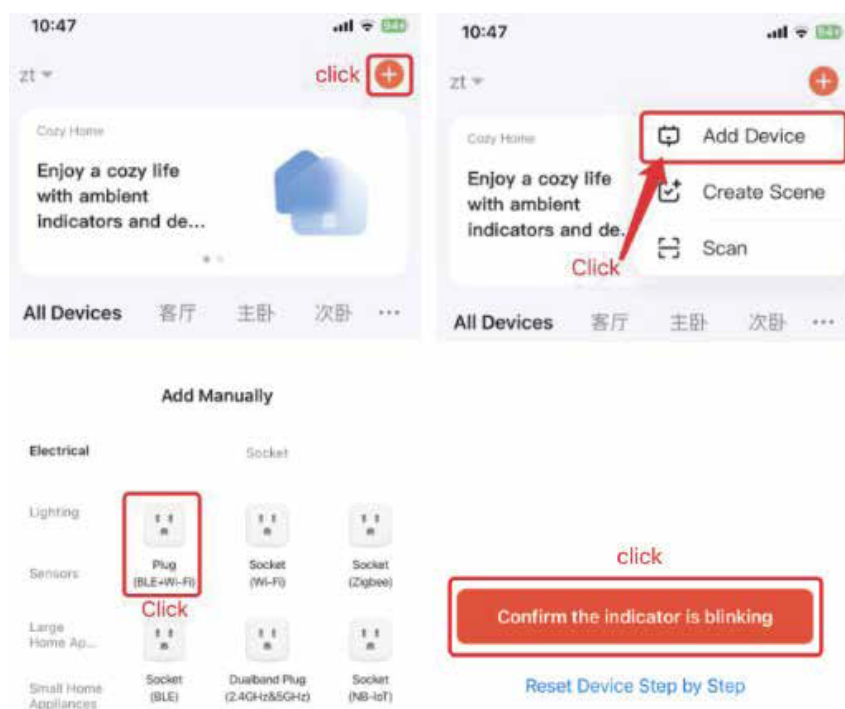 10:47
94
zt
click
Cozy Home
Enjoy a cozy life
with ambient
indicators and de...
All Devices 客厅 主卧 次卧 ...
10:47
94
zt
Add Device
Cozy Home
Enjoy a cozy life
with ambient
indicators and de..
Create Scene
Click
Scan
All Devices 客厅 主卧 次卧 ...
Add Manually
Electrical
Socket
Lighting
Sensors
Large
Home Ap...
Small Home
Appliances
Plug
(BLE+Wi-Fi)
Socket
(Wi-Fi)
Socket
(Zigbee)
Click
Socket
(BLE)
Dualband Plug
(2.4GHz&5GHz)
Socket
(NB-IoT)
click
Confirm the indicator is blinking
Reset Device Step by Step